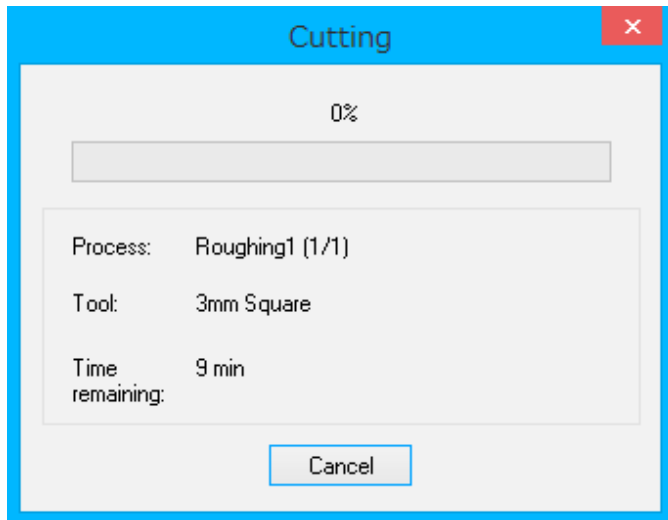 Cutting
0%
Process: Roughing1 (1/1)
Tool: 3mm Square
Time remaining: 9 min
Cancel